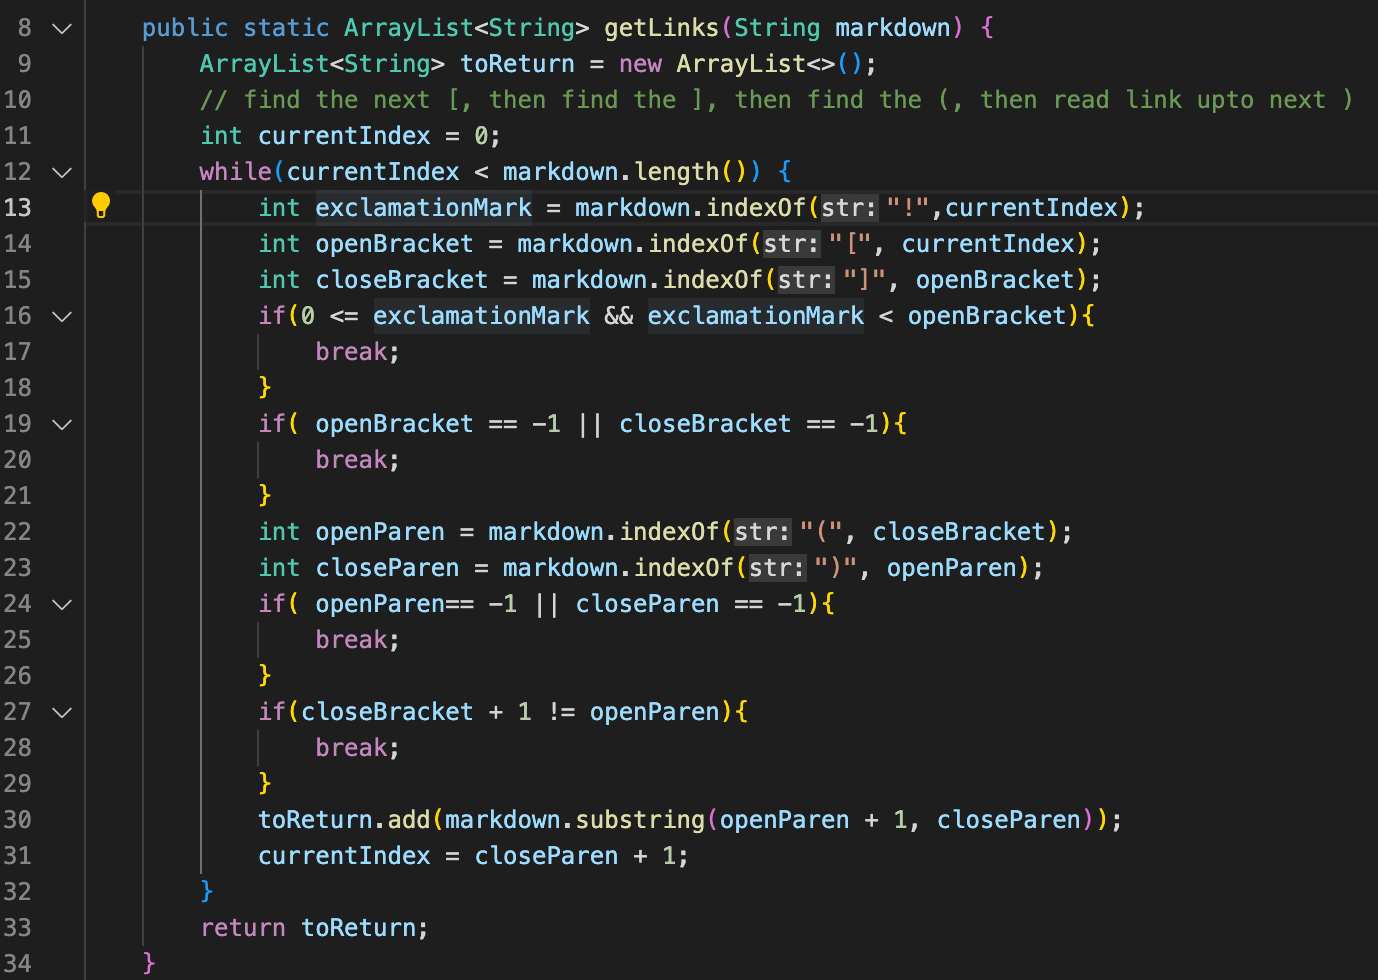 8 public static ArrayList<String> getLinks(String markdown) {
9 ArrayList<String> toReturn = new ArrayList<>();
10 // find the next [, then find the ], then find the (, then read link upto next )
11 int currentIndex = 0;
12 while(currentIndex < markdown.length()) {
13 int exclamationMark = markdown.indexOf(str: "!",currentIndex);
14 int openBracket = markdown.indexOf(str: "[", currentIndex);
15 int closeBracket = markdown.indexOf(str: "]", openBracket);
16 if(0 <= exclamationMark && exclamationMark < openBracket){
17 break;
18 }
19 if( openBracket == -1 || closeBracket == -1){
20 break;
21 }
22 int openParen = markdown.indexOf(str: "(", closeBracket);
23 int closeParen = markdown.indexOf(str: ")", openParen);
24 if( openParen== -1 || closeParen == -1){
25 break;
26 }
27 if(closeBracket + 1 != openParen){
28 break;
29 }
30 toReturn.add(markdown.substring(openParen + 1, closeParen));
31 currentIndex = closeParen + 1;
32 }
33 return toReturn;
34 }